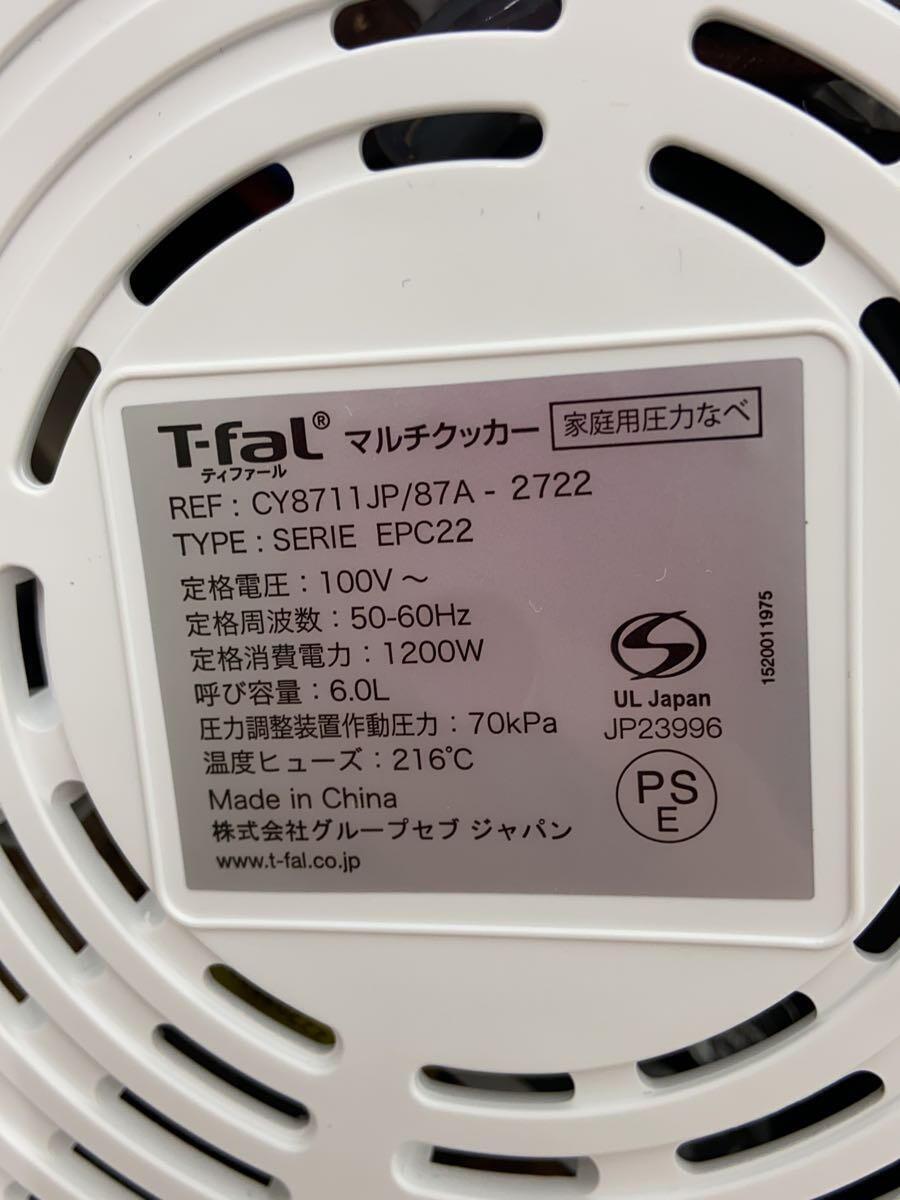 T-fal® マルチクッカー 家庭用圧力なべ
ティファール
REF : CY8711JP/87A - 2722
TYPE : SERIE EPC22
定格電圧 : 100V～
定格周波数 : 50-60Hz
定格消費電力 : 1200W
呼び容量 : 6.0L
圧力調整装置作動圧力 : 70kPa
温度ヒューズ : 216℃
Made in China
株式会社グループセブ ジャパン
www.t-fal.co.jp
S
UL Japan
JP23996
PS
E
1520011975